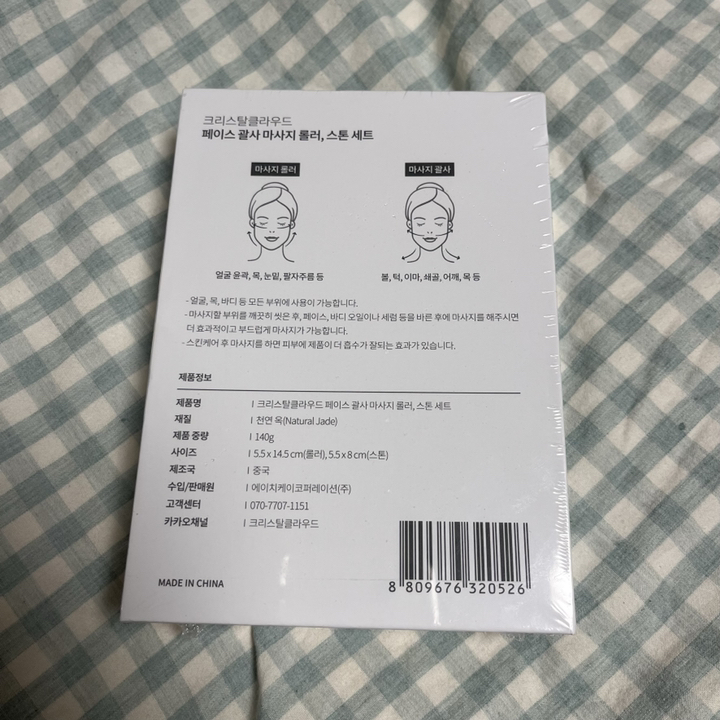 크리스탈클라우드
페이스 괄사 마사지 롤러, 스톤 세트
마사지 롤러
마사지 괄사
얼굴 윤곽, 목, 눈밑, 팔자주름 등
볼, 턱, 이마, 쇄골, 어깨, 목 등
- 얼굴, 목, 바디 등 모든 부위에 사용이 가능합니다.
- 마사지할 부위를 깨끗히 씻은 후, 페이스, 바디 오일이나 세럼 등을 바른 후에 마사지를 해주시면
더 효과적이고 부드럽게 마사지가 가능합니다.
- 스킨케어 후 마사지를 하면 피부에 제품이 더 흡수가 잘되는 효과가 있습니다.
제품정보
제품명 I 크리스탈클라우드 페이스 괄사 마사지 롤러, 스톤 세트
재질 I 천연 옥(Natural Jade)
제품 중량 I 140g
사이즈 I 5.5 x 14.5 cm(롤러), 5.5 x 8 cm(스톤)
제조국 I 중국
수입/판매원 I 에이치케이코퍼레이션(주)
고객센터 I 070-7707-1151
카카오채널 I 크리스탈클라우드
MADE IN CHINA
8 809676 320526